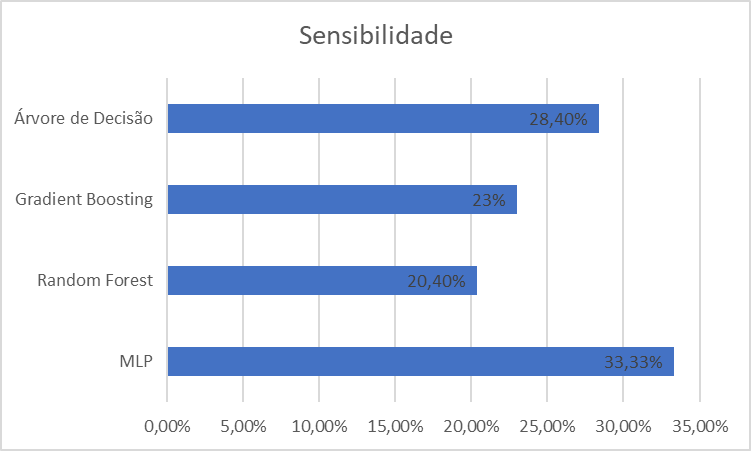 Sensibilidade
Árvore de Decisão
28,40%
Gradient Boosting
23%
Random Forest
20,40%
MLP
33,33%
0,00% 5,00% 10,00% 15,00% 20,00% 25,00% 30,00% 35,00%